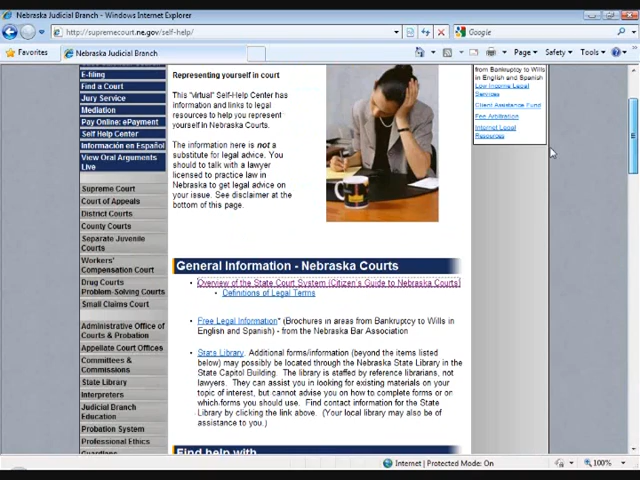 Nebraska Judicial Branch - Windows Internet Explorer
http://supremecourt.ne.gov/self-help/
Google
Favorites
Nebraska Judicial Branch
Page
Safety
Tools
E-filing
Find a Court
Jury Service
Mediation
Pay Online: ePayment
Self Help Center
Información en Español
View Oral Arguments
Live
Supreme Court
Court of Appeals
District Courts
County Courts
Separate Juvenile
Courts
Workers'
Compensation Court
Drug Courts
Problem-Solving Courts
Small Claims Court
Administrative Office of
Courts & Probation
Appellate Court Offices
Committees &
Commissions
State Library
Interpreters
Judicial Branch
Education
Probation System
Professional Ethics
Guardians
Representing yourself in court
This "virtual" Self-Help Center has
information and links to legal
resources to help you represent
yourself in Nebraska Courts.
The information here is not a
substitute for legal advice. You
should to talk with a lawyer
licensed to practice law in
Nebraska to get legal advice on
your issue. See disclaimer at the
bottom of this page.
General Information - Nebraska Courts
Overview of the State Court System (Citizen's Guide to Nebraska Courts)
Definitions of Legal Terms
Free Legal Information* (Brochures in areas from Bankruptcy to Wills in
English and Spanish) - from the Nebraska Bar Association
State Library. Additional forms/information (beyond the items listed
below) may possibly be located through the Nebraska State Library in the
State Capitol Building. The library is staffed by reference librarians, not
lawyers. They can assist you in looking for existing materials on your
topic of interest, but cannot advise you on how to complete forms or on
which forms you should use. Find contact information for the State
Library by clicking the link above. (Your local library may also be of
assistance to you.)
Find help with
from Bankruptcy to Wills
in English and Spanish
Low Income Legal
Services
Client Assistance Fund
Fee Arbitration
Internet Legal
Resources
Internet | Protected Mode: On
100%